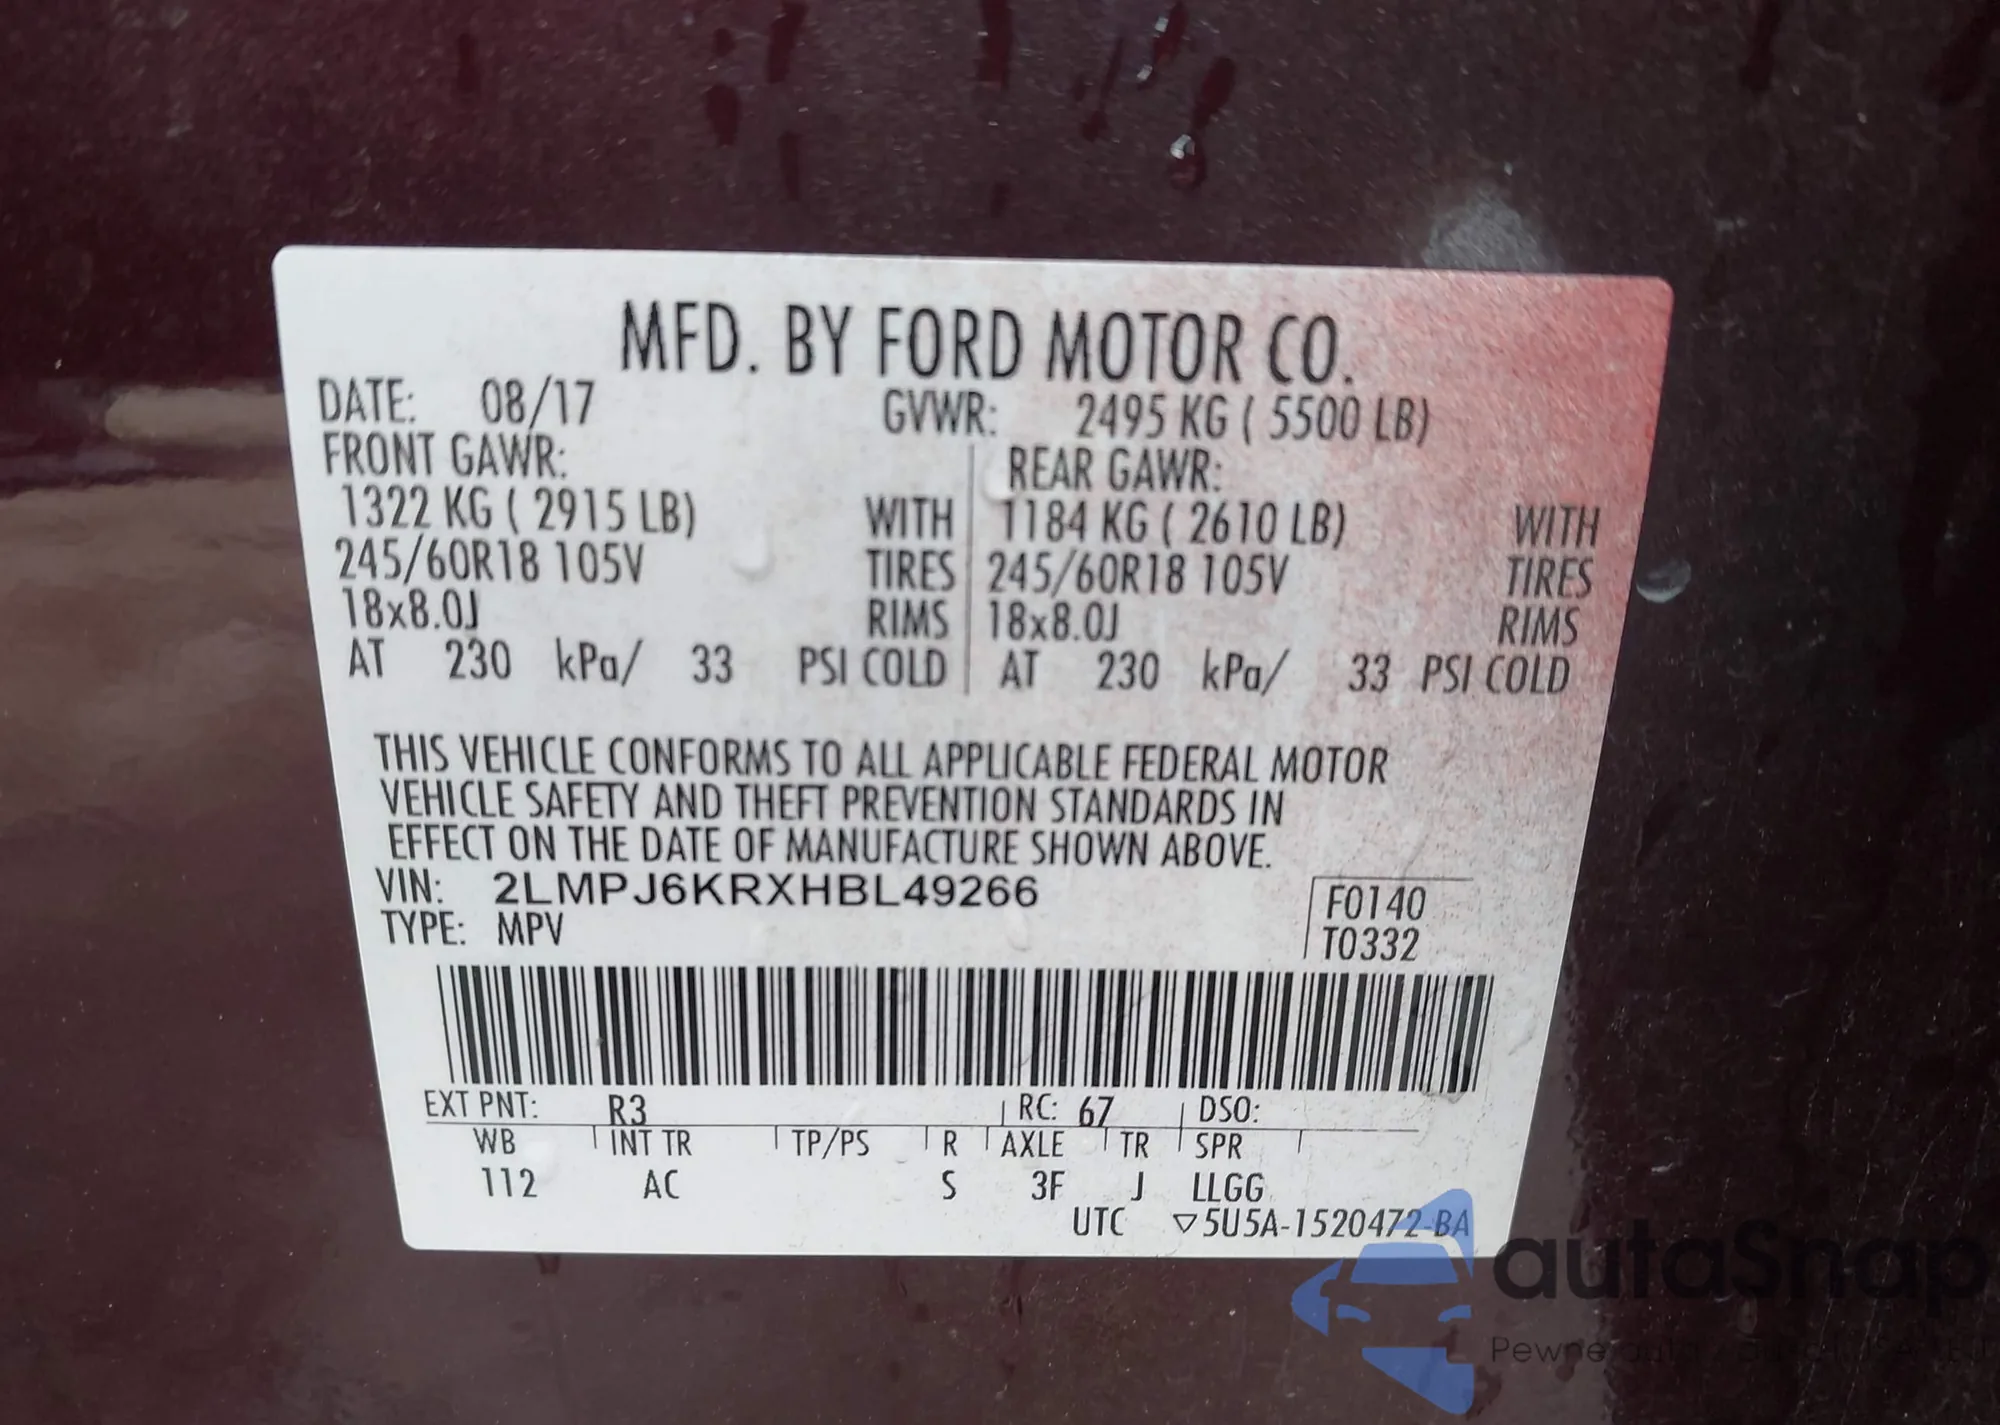 MFD. BY FORD MOTOR CO.
DATE: 08/17 GVWR: 2495 KG ( 5500 LB)
FRONT GAWR: REAR GAWR:
1322 KG ( 2915 LB) WITH 1184 KG ( 2610 LB) WITH
245/60R18 105V TIRES 245/60R18 105V TIRES
18x8.0J RIMS 18x8.0J RIMS
AT 230 kPa/ 33 PSI COLD AT 230 kPa/ 33 PSI COLD
THIS VEHICLE CONFORMS TO ALL APPLICABLE FEDERAL MOTOR
VEHICLE SAFETY AND THEFT PREVENTION STANDARDS IN
EFFECT ON THE DATE OF MANUFACTURE SHOWN ABOVE.
VIN: 2LMPJ6KRXHBL49266 F0140
TYPE: MPV T0332
EXT PNT: R3 RC: 67 DSO:
WB INT TR TP/PS R AXLE TR SPR
112 AC S 3F J LLGG
UTC ▽5U5A-1520472-BA
autaSnap
Pewne auta